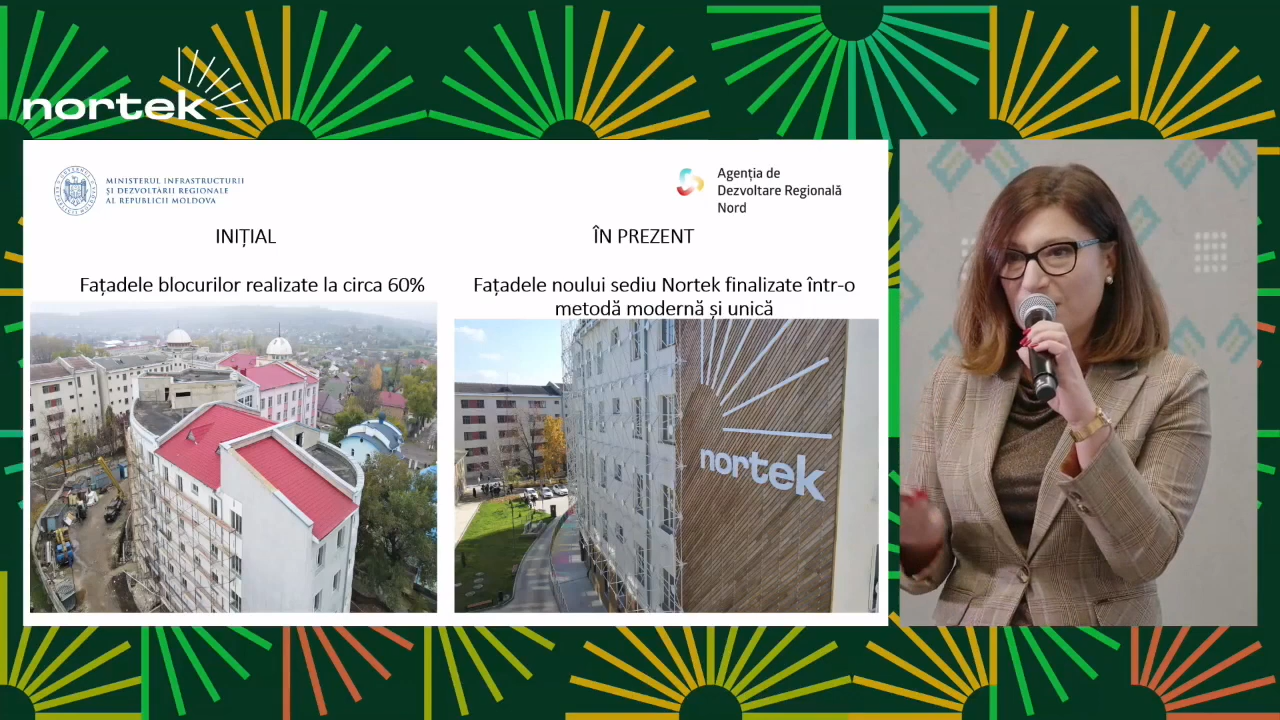 nortek
MINISTERUL INFRASTRUCTURII
ȘI DEZVOLTĂRII REGIONALE
AL REPUBLICII MOLDOVA
Agenția de
Dezvoltare Regională
Nord
INIȚIAL
ÎN PREZENT
Fațadele blocurilor realizate la circa 60%
Fațadele noului sediu Nortek finalizate într-o
metodă modernă și unică
nortek